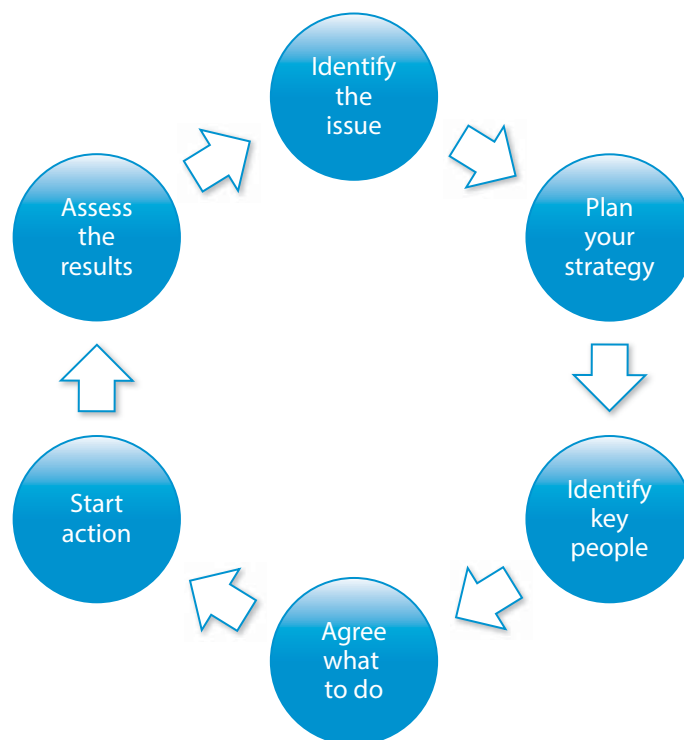 Identify
the
issue
Plan
your
strategy
Identify
key
people
Agree
what
to do
Start
action
Assess
the
results